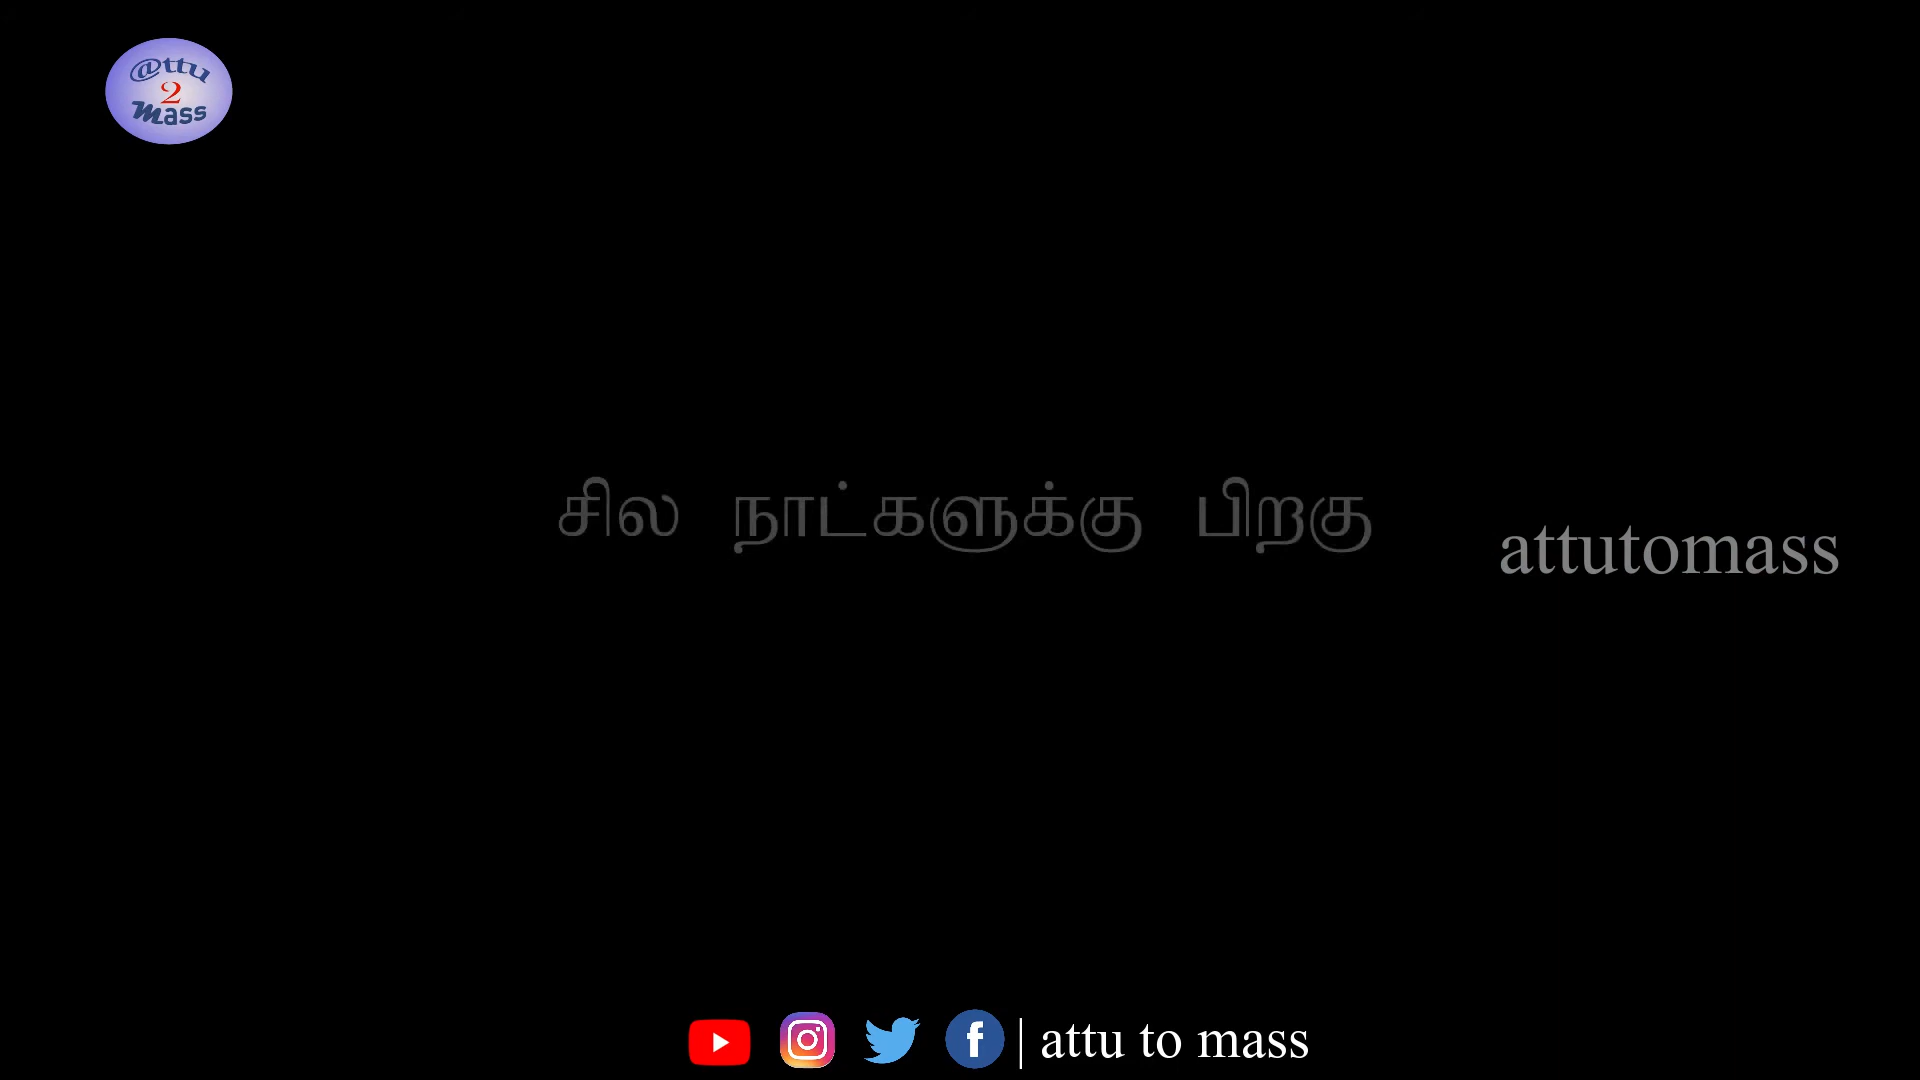 @ttu
2
Mass
சில நாட்களுக்கு பிறகு
attutomass
| attu to mass